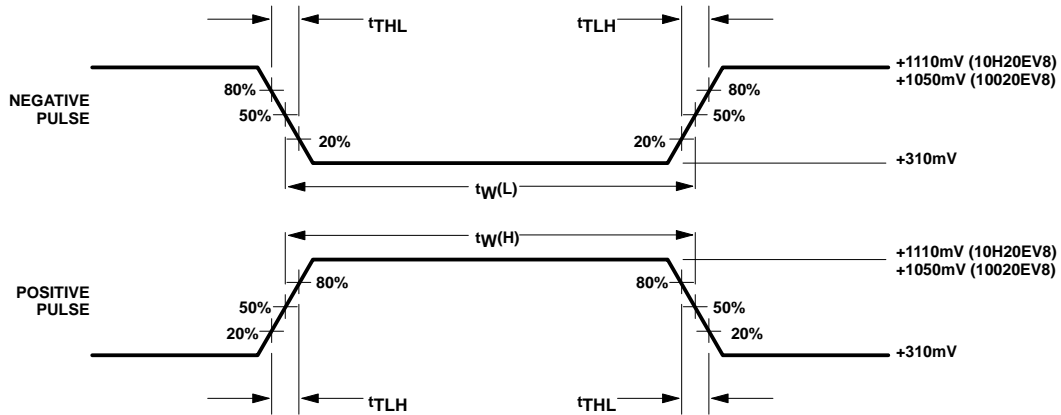 tTHL tTLH
+1110mV (10H20EV8)
+1050mV (10020EV8)
NEGATIVE
PULSE
80% 80%
50% 50%
20% 20%
+310mV
tW(L)
tW(H)
+1110mV (10H20EV8)
+1050mV (10020EV8)
POSITIVE
PULSE
80% 80%
50% 50%
20% 20%
+310mV
tTLH tTHL